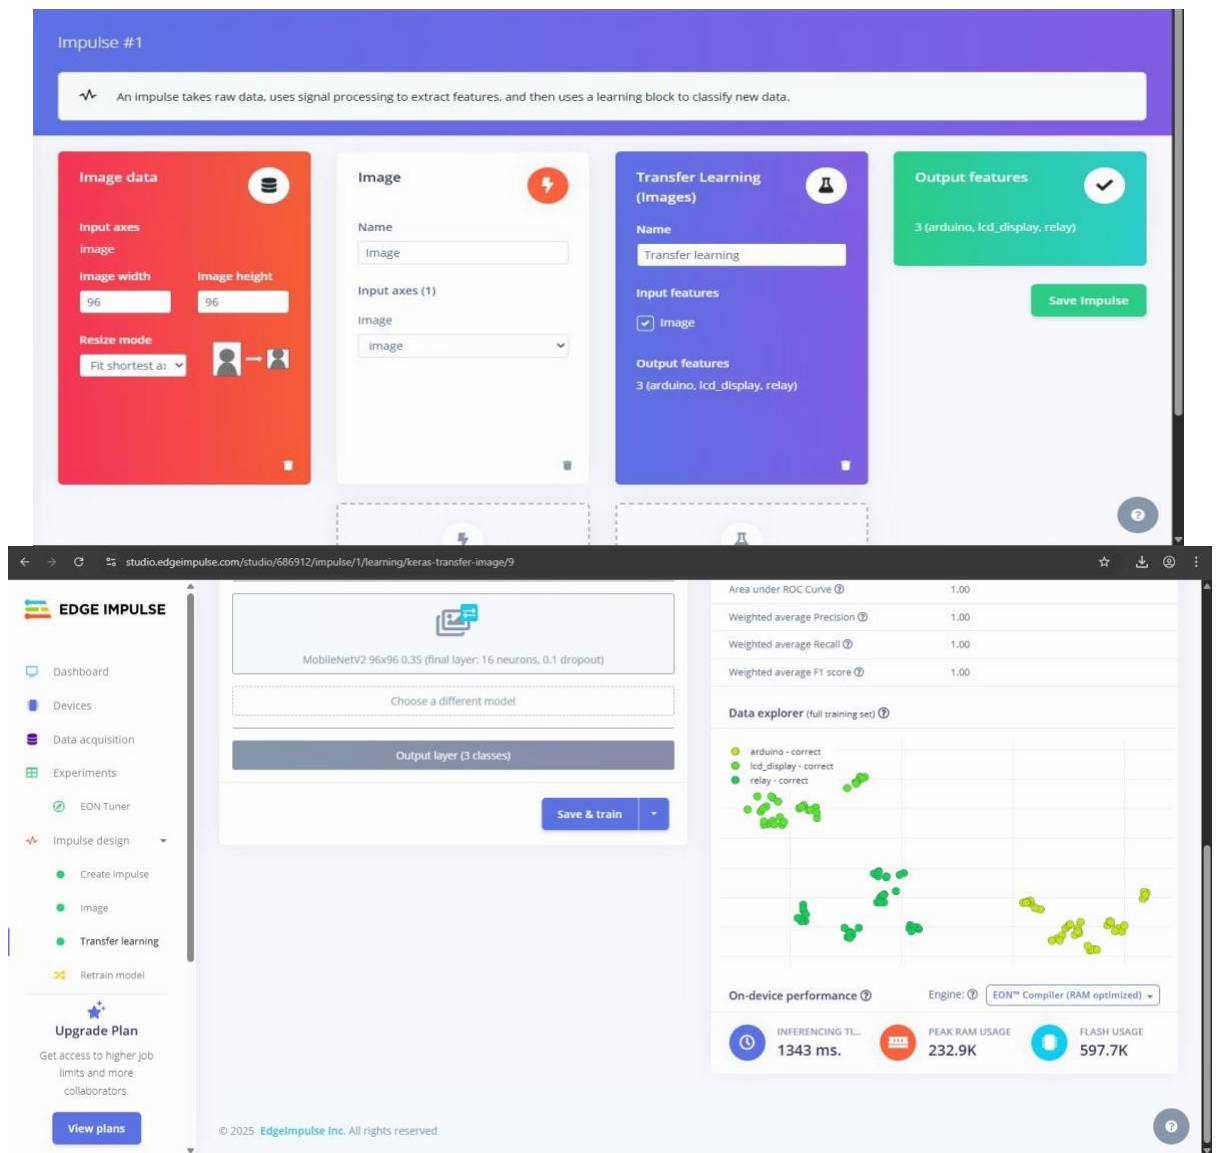 Impulse #1
An impulse takes raw data, uses signal processing to extract features, and then uses a learning block to classify new data.
Image data
Input axes
image
Image width
Image height
96
96
Resize mode
Fit shortest a
Image
Name
Image
Input axes (1)
Image
image
Transfer Learning
(Images)
Name
Transfer learning
Input features
Image
Output features
3 (arduino, lcd_display, relay)
Output features
3 (arduino, lcd_display, relay)
Save Impulse
studio.edgeimpulse.com/studio/686912/impulse/1/learning/keras-transfer-image/9
EDGE IMPULSE
Dashboard
Devices
Data acquisition
Experiments
EON Tuner
Impulse design
Create impulse
Image
Transfer learning
Retrain model
Upgrade Plan
Get access to higher job
limits and more
collaborators.
View plans
MobileNetV2 96x96 0.35 (final layer: 16 neurons, 0.1 dropout)
Choose a different model
Output layer (3 classes)
Save & train
Area under ROC Curve 1.00
Weighted average Precision 1.00
Weighted average Recall 1.00
Weighted average F1 score 1.00
Data explorer (full training set)
arduino - correct
lcd_display - correct
relay - correct
On-device performance
Engine: EON™ Compiler (RAM optimized)
INFERENCING TI...
1343 ms.
PEAK RAM USAGE
232.9K
FLASH USAGE
597.7K
© 2025 EdgeImpulse Inc. All rights reserved